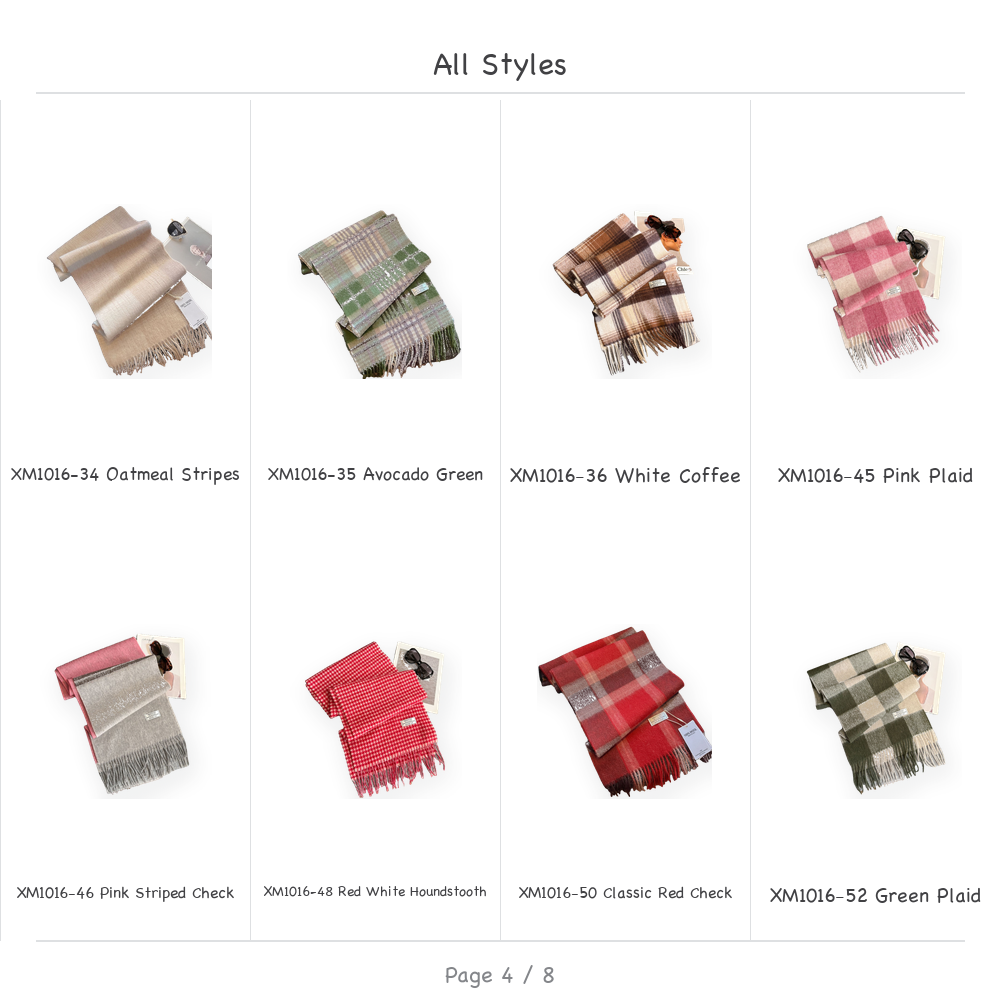 All Styles
XM1016-34 Oatmeal Stripes
XM1016-35 Avocado Green
XM1016-36 White Coffee
XM1016-45 Pink Plaid
XM1016-46 Pink Striped Check
XM1016-48 Red White Houndstooth
XM1016-50 Classic Red Check
XM1016-52 Green Plaid
Page 4 / 8